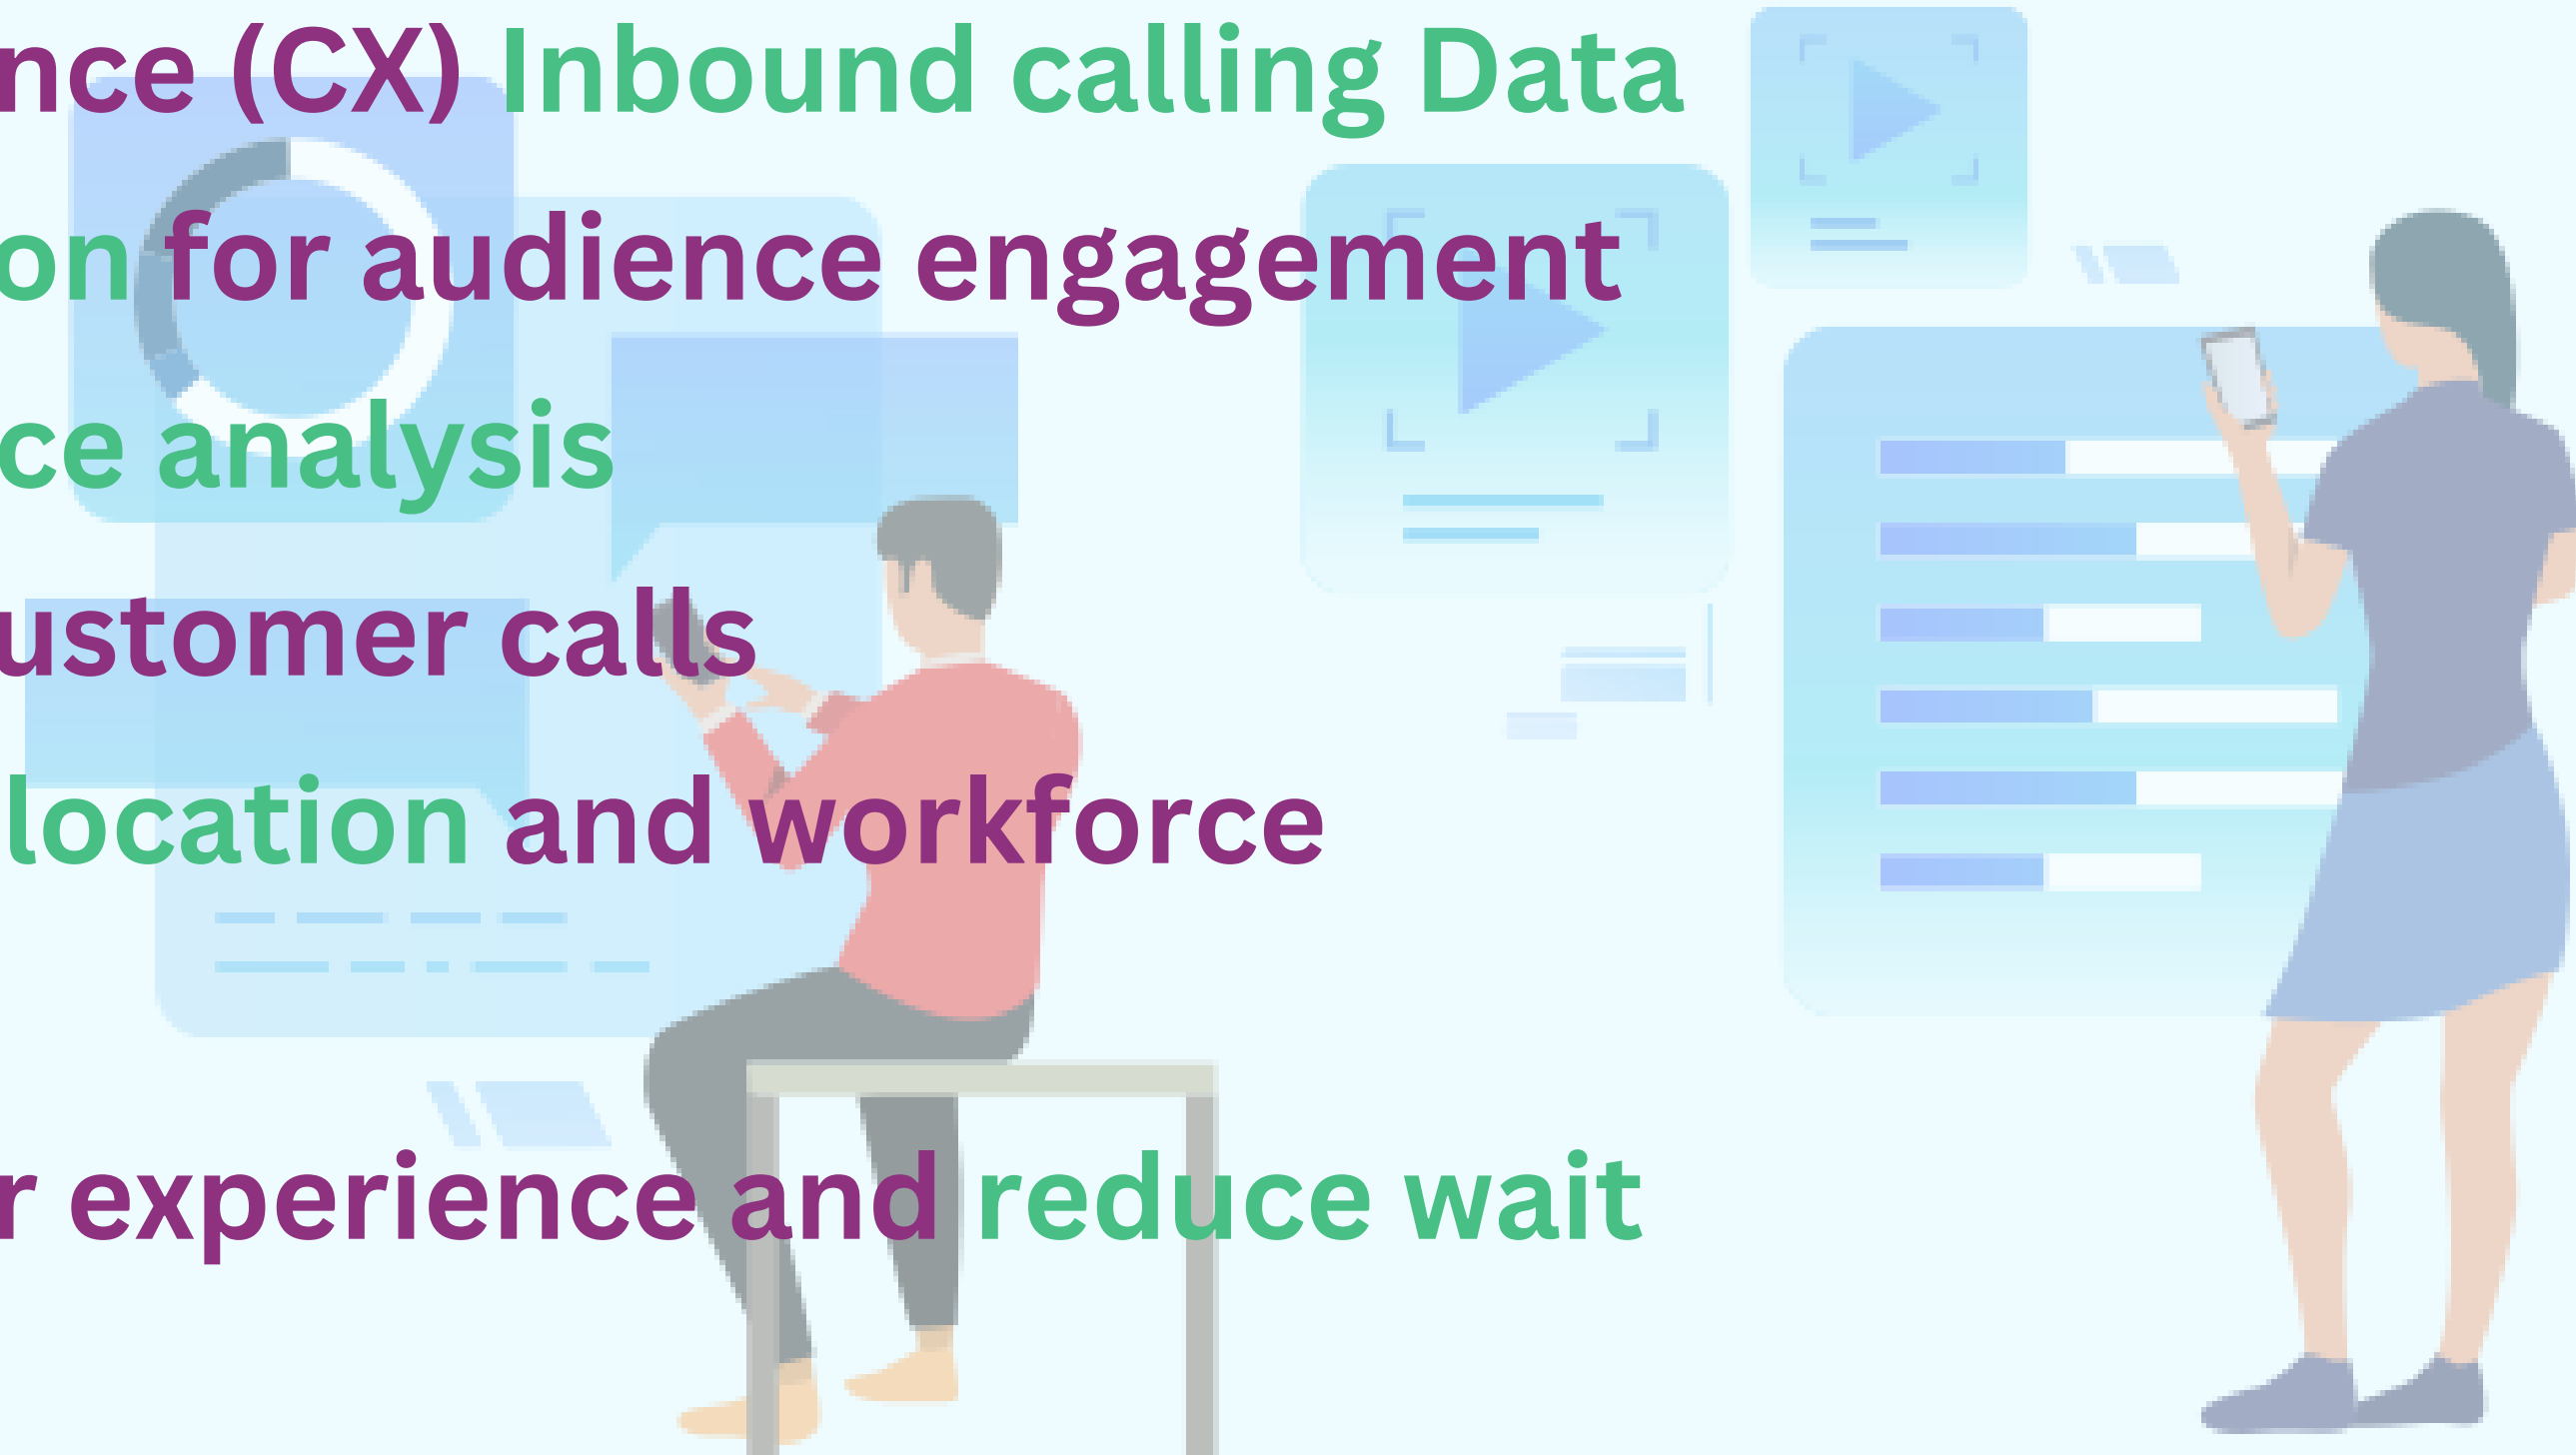 nce (CX) Inbound calling Data
on for audience engagement
ce analysis
ustomer calls
location and workforce
r experience and reduce wait